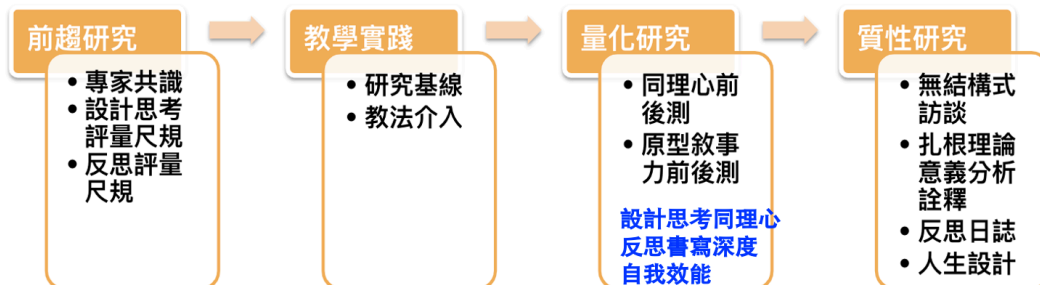 前趨研究
• 專家共識
• 設計思考
評量尺規
• 反思評量
尺規
教學實踐
• 研究基線
• 教法介入
量化研究
• 同理心前
後測
• 原型敘事
力前後測
設計思考同理心
反思書寫深度
自我效能
質性研究
• 無結構式
訪談
• 扎根理論
意義分析
詮釋
• 反思日誌
• 人生設計